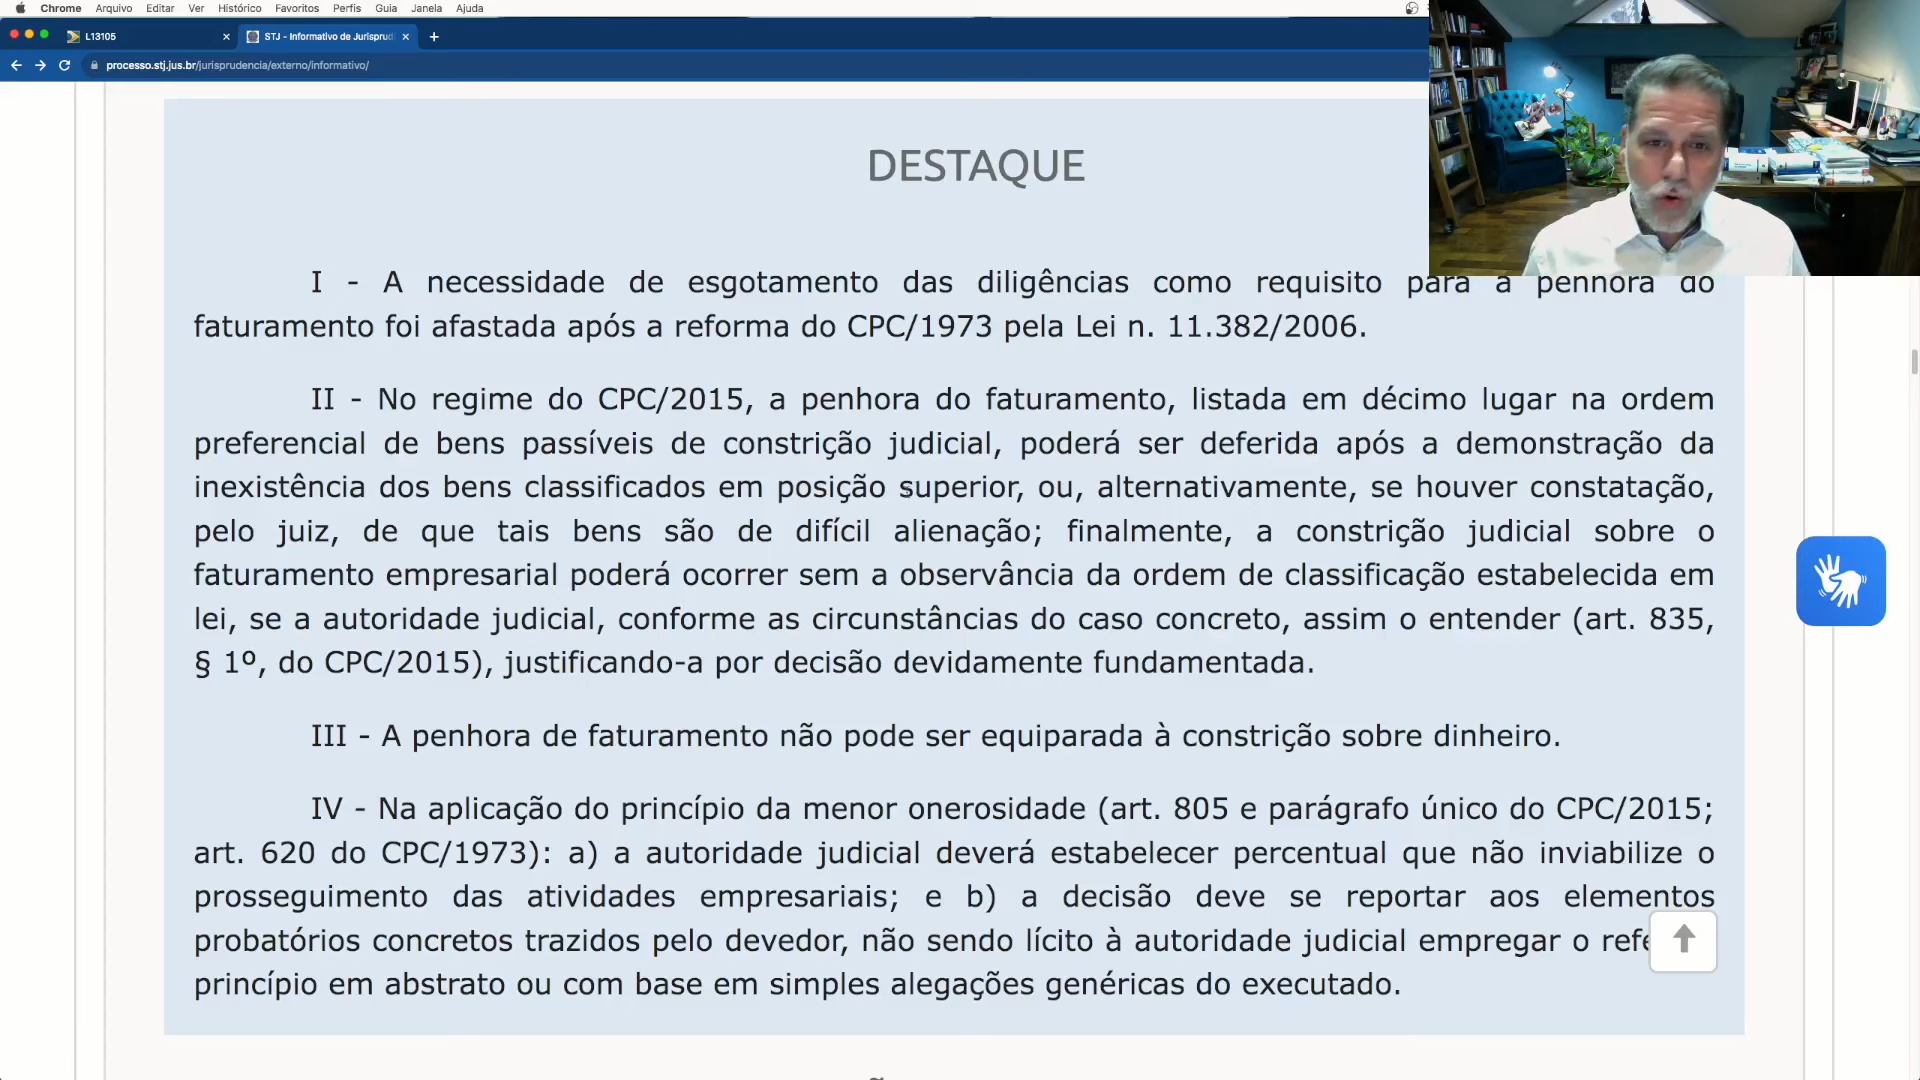 Chrome Arquivo Editar Ver Histórico Favoritos Perfis Guia Janela Ajuda
L13105
STJ - Informativo de Jurisprud
processo.stj.jus.br/jurisprudencia/externo/informativo/
DESTAQUE
I - A necessidade de esgotamento das diligências como requisito para a penhora do
faturamento foi afastada após a reforma do CPC/1973 pela Lei n. 11.382/2006.
II - No regime do CPC/2015, a penhora do faturamento, listada em décimo lugar na ordem
preferencial de bens passíveis de constrição judicial, poderá ser deferida após a demonstração da
inexistência dos bens classificados em posição superior, ou, alternativamente, se houver constatação,
pelo juiz, de que tais bens são de difícil alienação; finalmente, a constrição judicial sobre o
faturamento empresarial poderá ocorrer sem a observância da ordem de classificação estabelecida em
lei, se a autoridade judicial, conforme as circunstâncias do caso concreto, assim o entender (art. 835,
§ 1º, do CPC/2015), justificando-a por decisão devidamente fundamentada.
III - A penhora de faturamento não pode ser equiparada à constrição sobre dinheiro.
IV - Na aplicação do princípio da menor onerosidade (art. 805 e parágrafo único do CPC/2015;
art. 620 do CPC/1973): a) a autoridade judicial deverá estabelecer percentual que não inviabilize o
prosseguimento das atividades empresariais; e b) a decisão deve se reportar aos elementos
probatórios concretos trazidos pelo devedor, não sendo lícito à autoridade judicial empregar o refe
princípio em abstrato ou com base em simples alegações genéricas do executado.